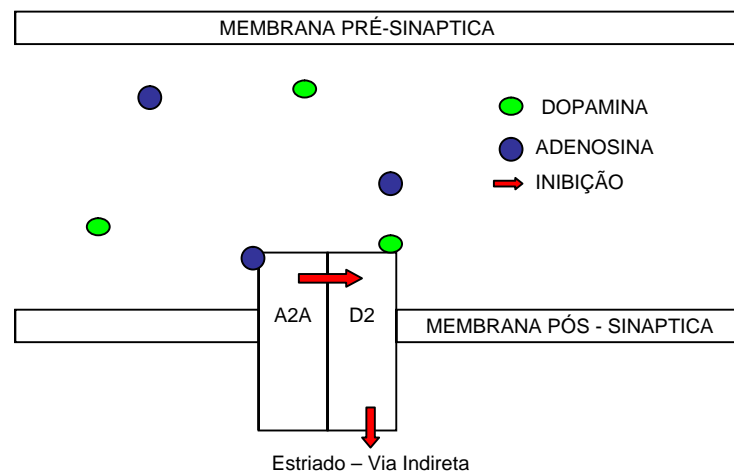 MEMBRANA PRÉ-SINAPTICA
DOPAMINA
ADENOSINA
INIBIÇÃO
A2A
D2
MEMBRANA PÓS - SINAPTICA
Estriado – Via Indireta